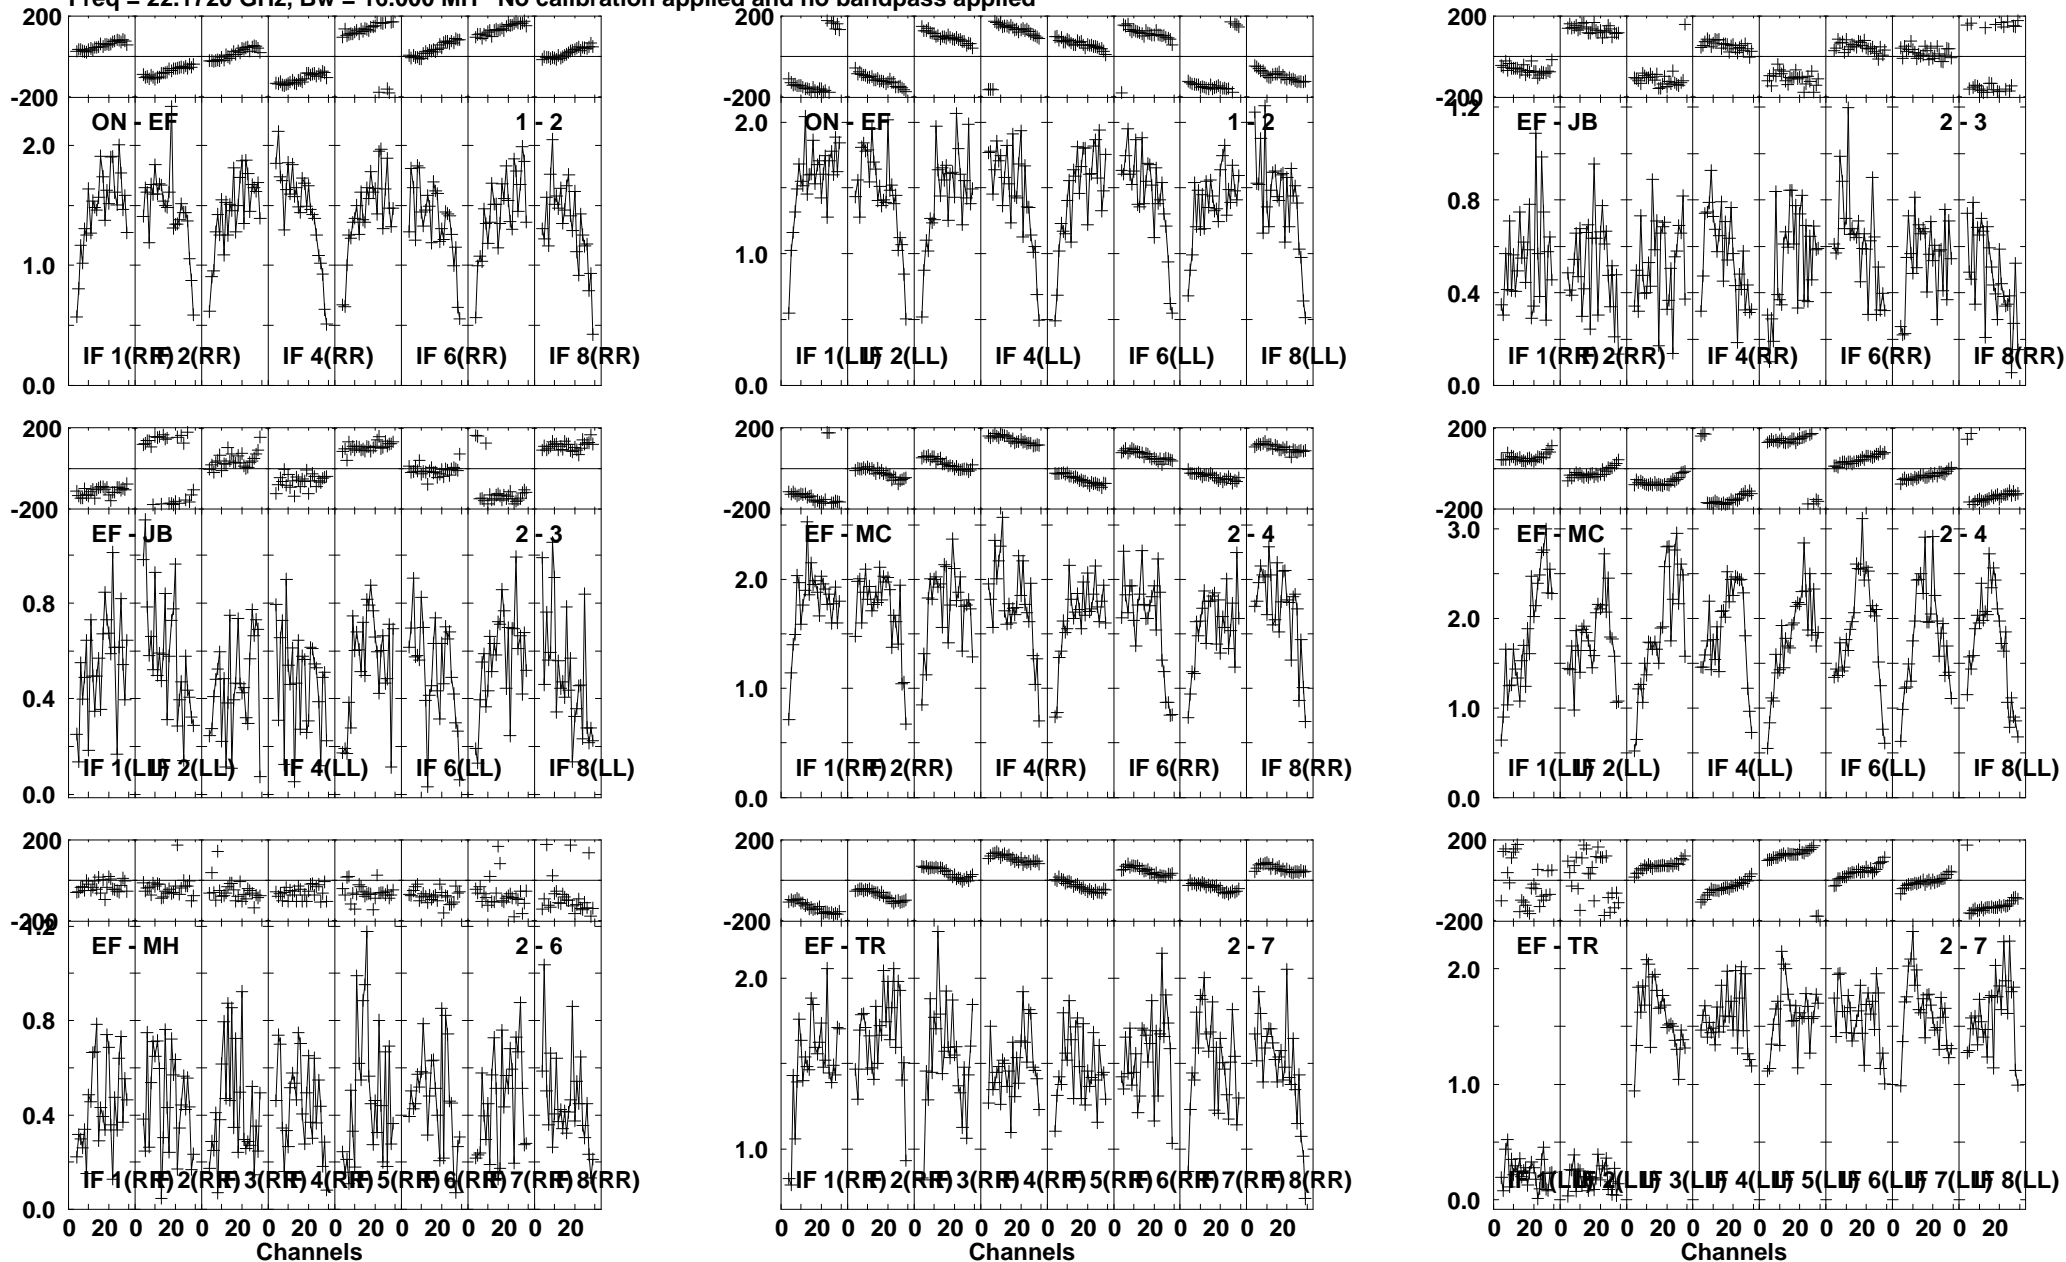 Freq = 22.1720 GHz, Bw = 16.000 MH No calibration applied and no bandpass applied
200
-200
ON - EF 1 - 2
2.0
1.0
0.0
IF 1(RR) IF 2(RR) IF 4(RR) IF 6(RR) IF 8(RR)
200
-200
ON - EF 1 - 2
2.0
1.0
0.0
IF 1(LL) IF 2(LL) IF 4(LL) IF 6(LL) IF 8(LL)
200
-200
1.2
EF - JB 2 - 3
0.8
0.4
0.0
IF 1(RR) IF 2(RR) IF 4(RR) IF 6(RR) IF 8(RR)
200
-200
EF - JB 2 - 3
0.8
0.4
0.0
IF 1(LL) IF 2(LL) IF 4(LL) IF 6(LL) IF 8(LL)
200
-200
EF - MC 2 - 4
2.0
1.0
0.0
IF 1(RR) IF 2(RR) IF 4(RR) IF 6(RR) IF 8(RR)
200
-200
EF - MC 2 - 4
3.0
2.0
1.0
0.0
IF 1(LL) IF 2(LL) IF 4(LL) IF 6(LL) IF 8(LL)
200
-200
1.2
EF - MH 2 - 6
0.8
0.4
0.0
IF 1(RR) IF 2(RR) IF 3(RR) IF 4(RR) IF 5(RR) IF 6(RR) IF 7(RR) IF 8(RR)
0 20 0 20 0 20 0 20 0 20 0 20 0 20 0 20
Channels
200
-200
EF - TR 2 - 7
2.0
1.0
IF 1(RR) IF 2(RR) IF 3(RR) IF 4(RR) IF 5(RR) IF 6(RR) IF 7(RR) IF 8(RR)
0 20 0 20 0 20 0 20 0 20 0 20 0 20 0 20
Channels
200
-200
EF - TR 2 - 7
2.0
1.0
0.0
IF 1(LL) IF 2(LL) IF 3(LL) IF 4(LL) IF 5(LL) IF 6(LL) IF 7(LL) IF 8(LL)
0 20 0 20 0 20 0 20 0 20 0 20 0 20 0 20
Channels